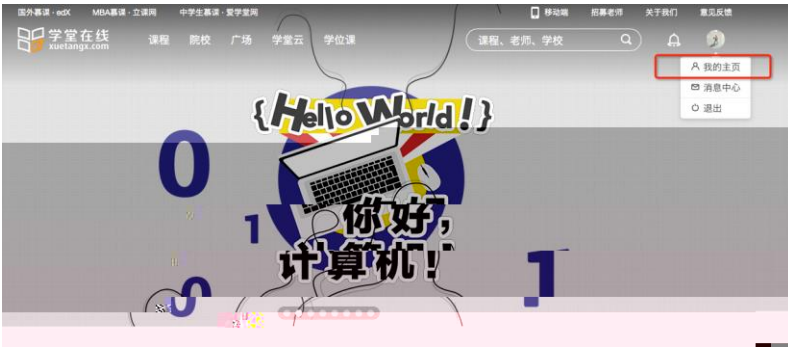 国外慕课·edX MBA慕课·立课网 中学生慕课·爱学堂网 移动端 招募老师 关于我们 意见反馈
学堂在线 课程 院校 广场 学堂云 学位课 课程、老师、学校
xuetangx.com
我的主页
消息中心
退出
{Hello World!}
0
你好,
1
计算机!
1
0